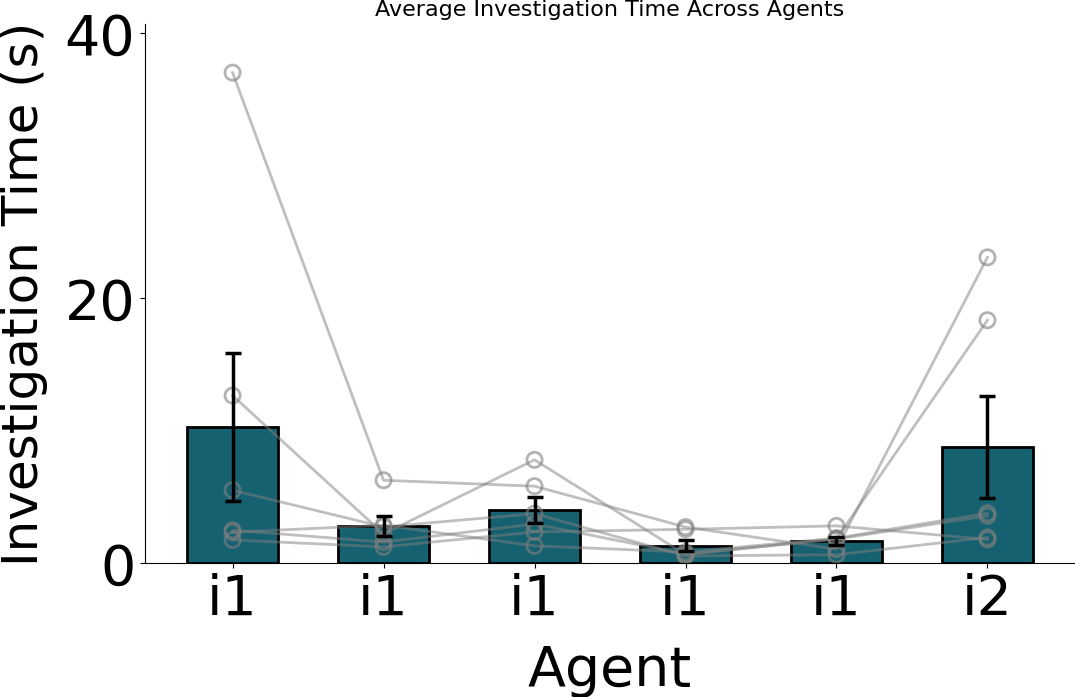 Average Investigation Time Across Agents
Investigation Time (s)
40
20
0
i1 i1 i1 i1 i1 i2
Agent